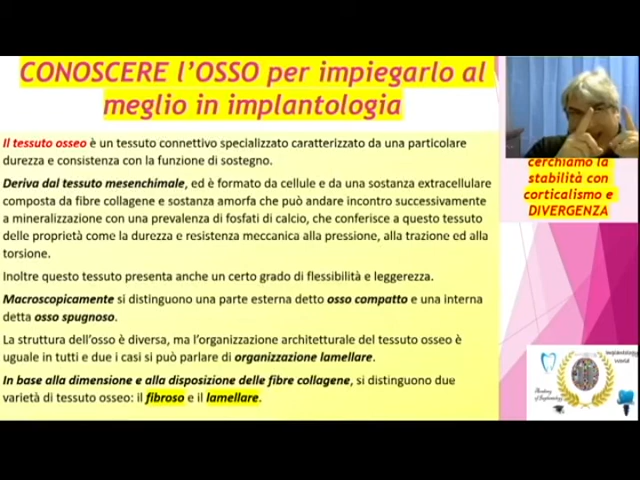 CONOSCERE l'OSSO per impiegarlo al
meglio in implantologia
Il tessuto osseo è un tessuto connettivo specializzato caratterizzato da una particolare
durezza e consistenza con la funzione di sostegno.
Deriva dal tessuto mesenchimale, ed è formato da cellule e da una sostanza extracellulare
composta da fibre collagene e sostanza amorfa che può andare incontro successivamente
a mineralizzazione con una prevalenza di fosfati di calcio, che conferisce a questo tessuto
delle proprietà come la durezza e resistenza meccanica alla pressione, alla trazione ed alla
torsione.
Inoltre questo tessuto presenta anche un certo grado di flessibilità e leggerezza.
Macroscopicamente si distinguono una parte esterna detto osso compatto e una interna
detta osso spugnoso.
La struttura dell'osso è diversa, ma l'organizzazione architetturale del tessuto osseo è
uguale in tutti e due i casi si può parlare di organizzazione lamellare.
In base alla dimensione e alla disposizione delle fibre collagene, si distinguono due
varietà di tessuto osseo: il fibroso e il lamellare.
cerchiamo la
stabilità con
corticalismo e
DIVERGENZA
Implantology
Academy
of Implantology